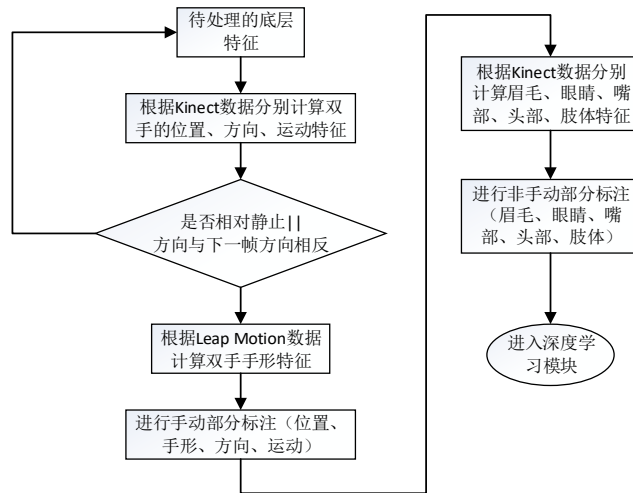 待处理的底层
特征
根据Kinect数据分别计算双
手的位置、方向、运动特征
是否相对静止||
方向与下一帧方向相反
根据Leap Motion数据
计算双手手形特征
进行手动部分标注（位置、
手形、方向、运动）
根据Kinect数据分别
计算眉毛、眼睛、嘴
部、头部、肢体特征
进行非手动部分标注
（眉毛、眼睛、嘴
部、头部、肢体）
进入深度学
习模块